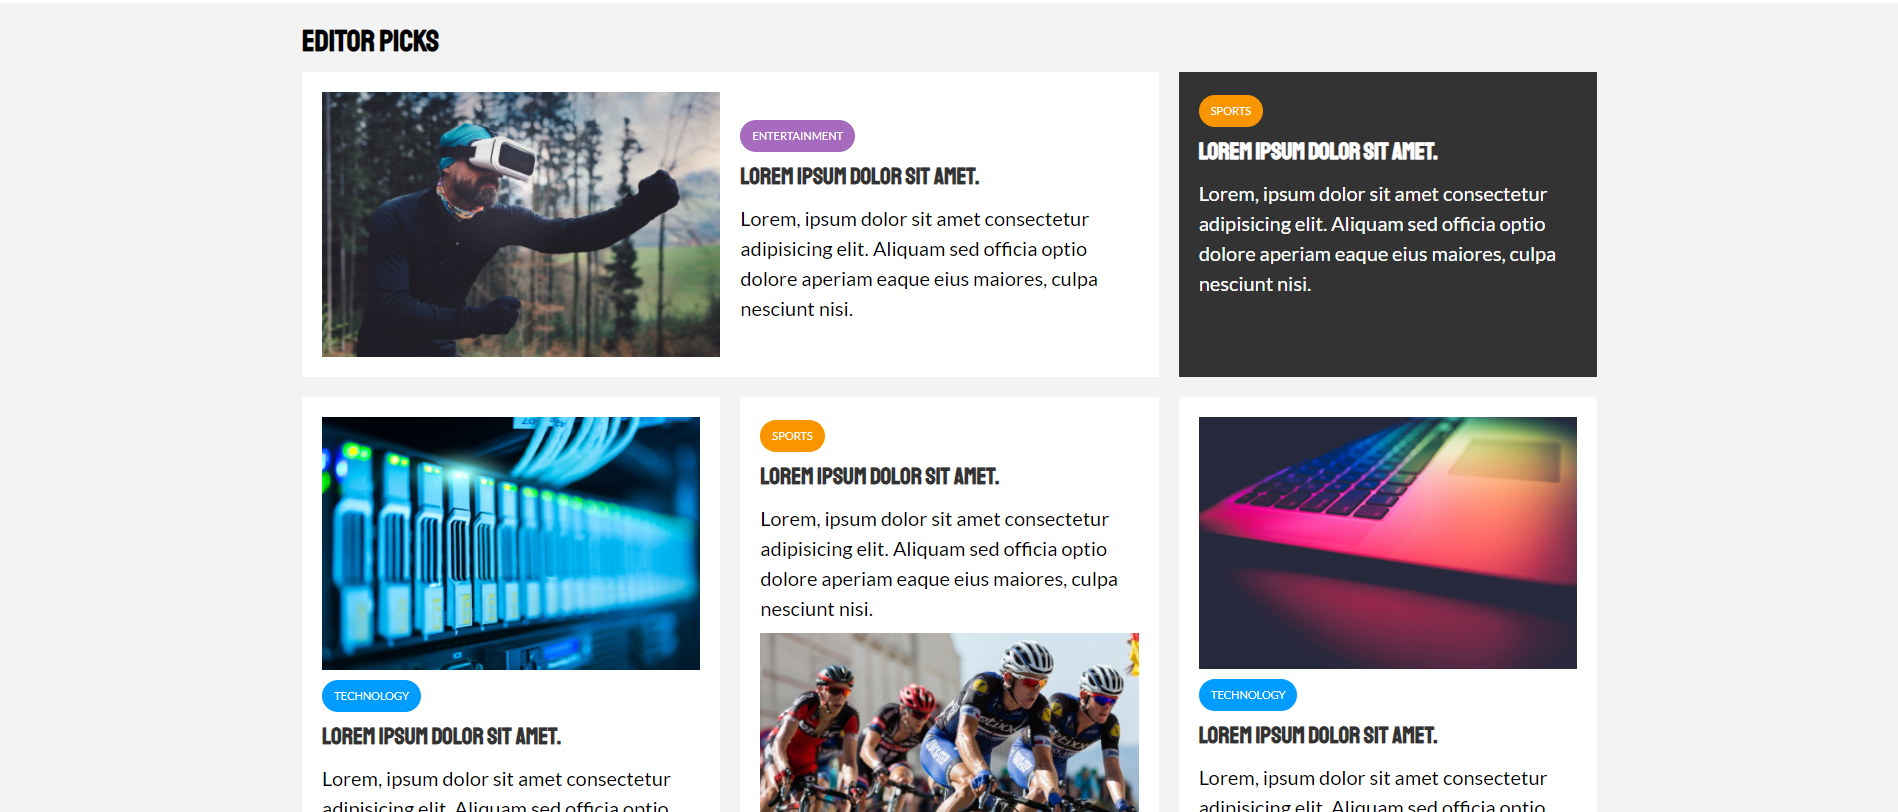 EDITOR PICKS
ENTERTAINMENT
LOREM IPSUM DOLOR SIT AMET.
Lorem, ipsum dolor sit amet consectetur
adipisicing elit. Aliquam sed officia optio
dolore aperiam eaque eius maiores, culpa
nesciunt nisi.
SPORTS
LOREM IPSUM DOLOR SIT AMET.
Lorem, ipsum dolor sit amet consectetur
adipisicing elit. Aliquam sed officia optio
dolore aperiam eaque eius maiores, culpa
nesciunt nisi.
TECHNOLOGY
LOREM IPSUM DOLOR SIT AMET.
Lorem, ipsum dolor sit amet consectetur
adipisicing elit. Aliquam sed officia optio
SPORTS
LOREM IPSUM DOLOR SIT AMET.
Lorem, ipsum dolor sit amet consectetur
adipisicing elit. Aliquam sed officia optio
dolore aperiam eaque eius maiores, culpa
nesciunt nisi.
TECHNOLOGY
LOREM IPSUM DOLOR SIT AMET.
Lorem, ipsum dolor sit amet consectetur
adipisicing elit. Aliquam sed officia optio